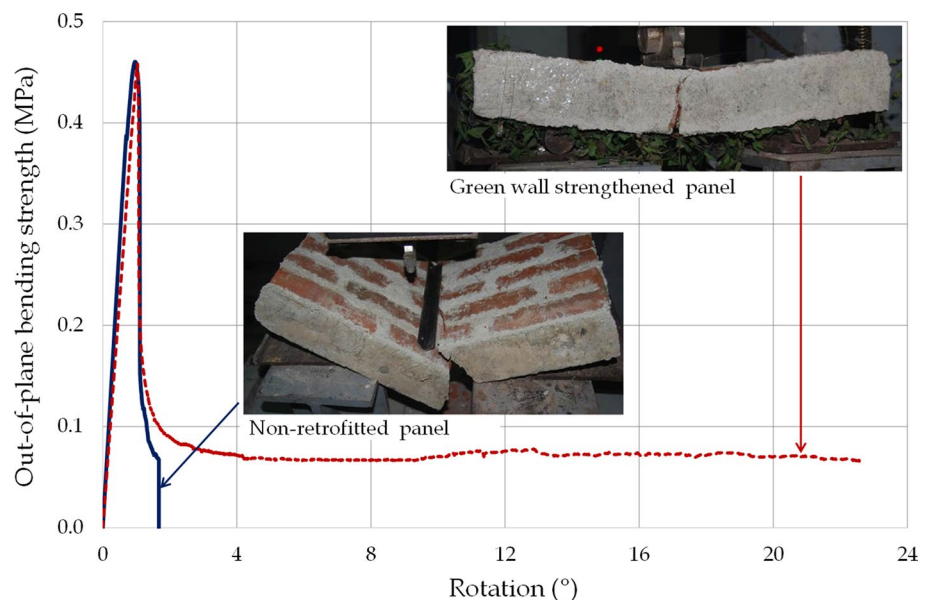 Out-of-plane bending strength (MPa)
0.5
0.4
0.3
0.2
0.1
0.0
Green wall strengthened panel
Non-retrofitted panel
0 4 8 12 16 20 24
Rotation (°)